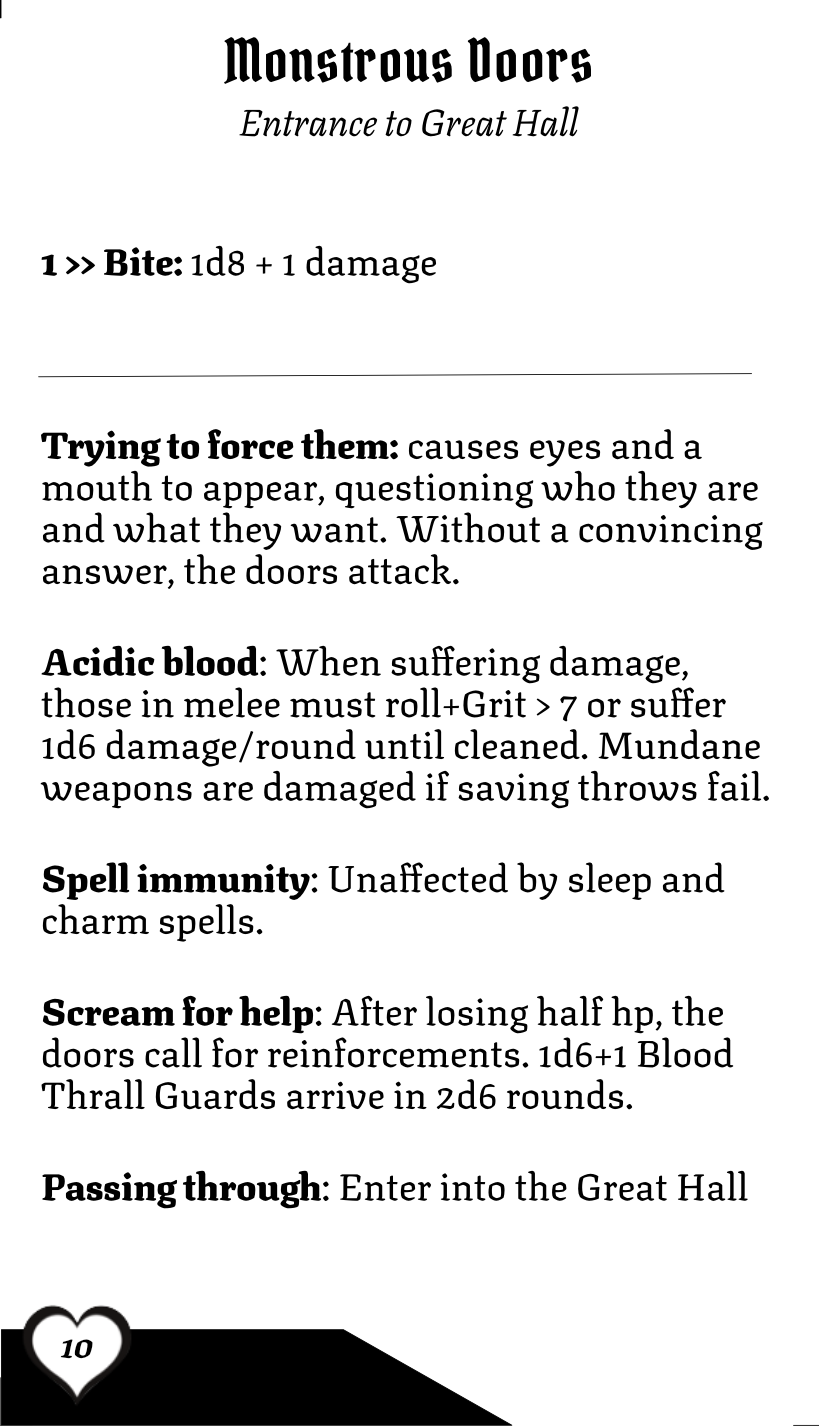 Monstrous Doors
Entrance to Great Hall
1 >> Bite: 1d8 + 1 damage
Trying to force them: causes eyes and a
mouth to appear, questioning who they are
and what they want. Without a convincing
answer, the doors attack.
Acidic blood: When suffering damage,
those in melee must roll+Grit > 7 or suffer
1d6 damage/round until cleaned. Mundane
weapons are damaged if saving throws fail.
Spell immunity: Unaffected by sleep and
charm spells.
Scream for help: After losing half hp, the
doors call for reinforcements. 1d6+1 Blood
Thrall Guards arrive in 2d6 rounds.
Passing through: Enter into the Great Hall
10